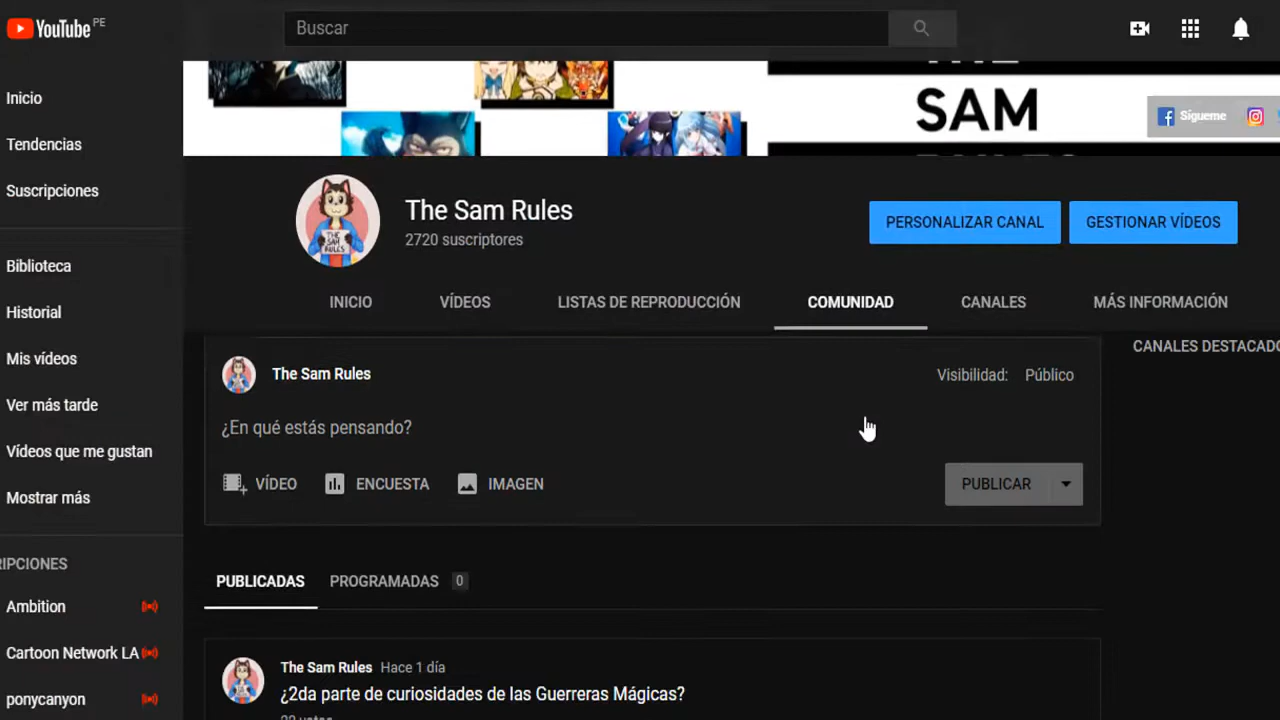 YouTube PE
Buscar
Inicio
Tendencias
Suscripciones
Biblioteca
Historial
Mis vídeos
Ver más tarde
Vídeos que me gustan
Mostrar más
RIPCIONES
Ambition
Cartoon Network LA
ponycanyon
SAM
Sígueme
The Sam Rules
2720 suscriptores
PERSONALIZAR CANAL
GESTIONAR VÍDEOS
INICIO
VÍDEOS
LISTAS DE REPRODUCCIÓN
COMUNIDAD
CANALES
MÁS INFORMACIÓN
CANALES DESTACADO
The Sam Rules
Visibilidad: Público
¿En qué estás pensando?
VÍDEO
ENCUESTA
IMAGEN
PUBLICAR
PUBLICADAS
PROGRAMADAS 0
The Sam Rules Hace 1 día
¿2da parte de curiosidades de las Guerreras Mágicas?